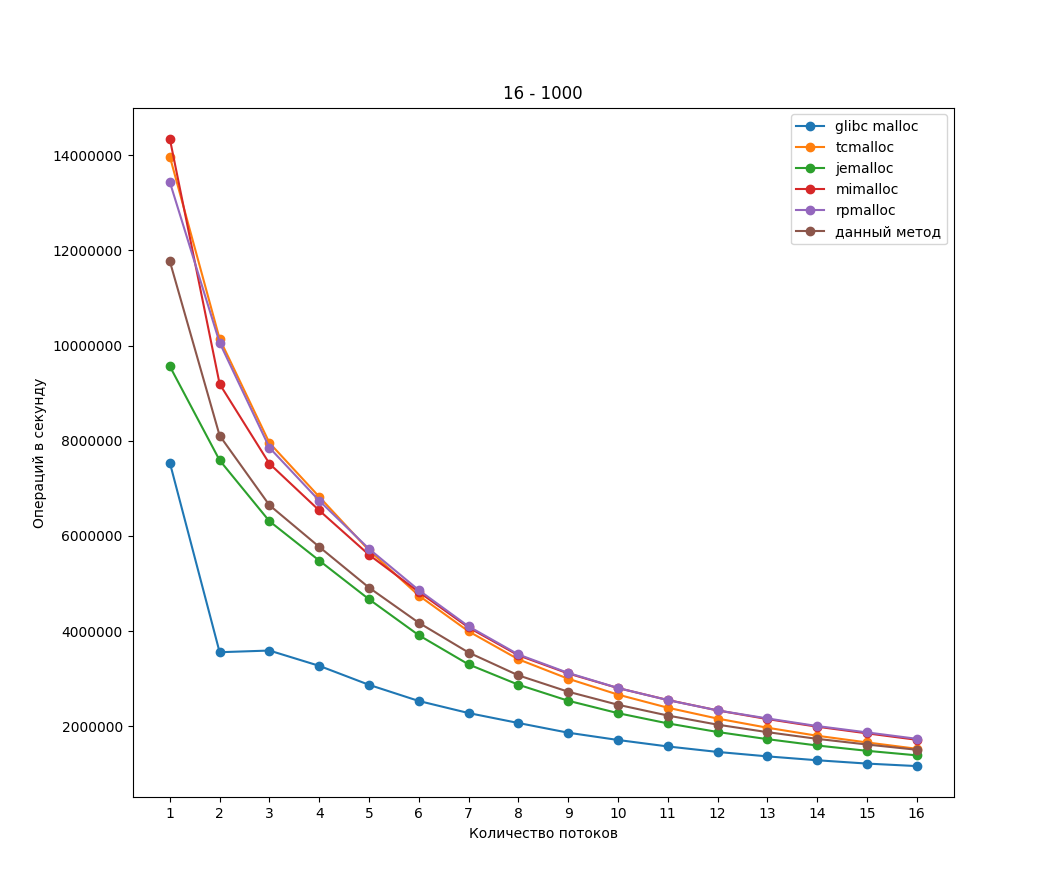 16 - 1000
glibc malloc
tcmalloc
jemalloc
mimalloc
rpmalloc
данный метод
Операций в секунду
14000000
12000000
10000000
8000000
6000000
4000000
2000000
1 2 3 4 5 6 7 8 9 10 11 12 13 14 15 16
Количество потоков